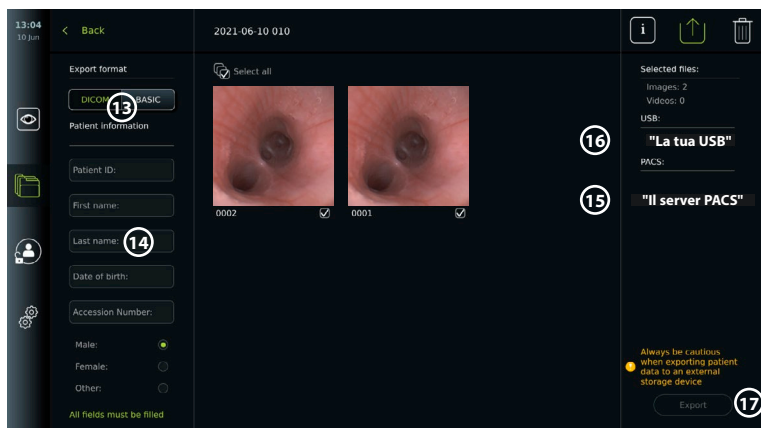 13:04
10 Jun
Back
2021-06-10 010
i
Export format
DICOM BASIC
13
Patient information
Patient ID:
First name:
Last name:
14
Date of birth:
Accession Number:
Male:
Female:
Other:
All fields must be filled
Select all
0002
0001
Selected files:
Images: 2
Videos: 0
USB:
16
"La tua USB"
PACS:
15
"Il server PACS"
Always be cautious
when exporting patient
data to an external
storage device
Export
17